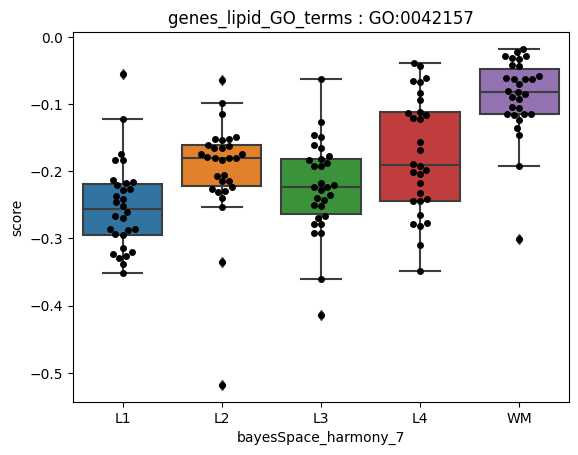 genes_lipid_GO_terms : GO:0042157
0.0
−0.1
−0.2
−0.3
−0.4
−0.5
score
L1 L2 L3 L4 WM
bayesSpace_harmony_7